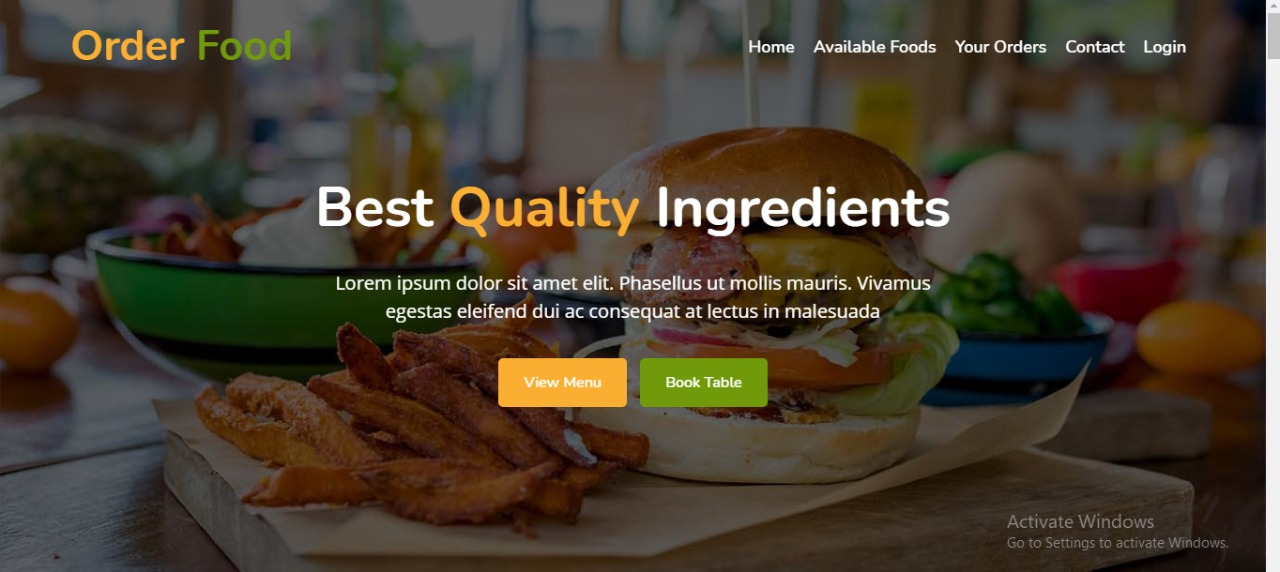 Order Food
Home Available Foods Your Orders Contact Login
Best Quality Ingredients
Lorem ipsum dolor sit amet elit. Phasellus ut mollis mauris. Vivamus
egestas eleifend dui ac consequat at lectus in malesuada
View Menu Book Table
Activate Windows
Go to Settings to activate Windows.